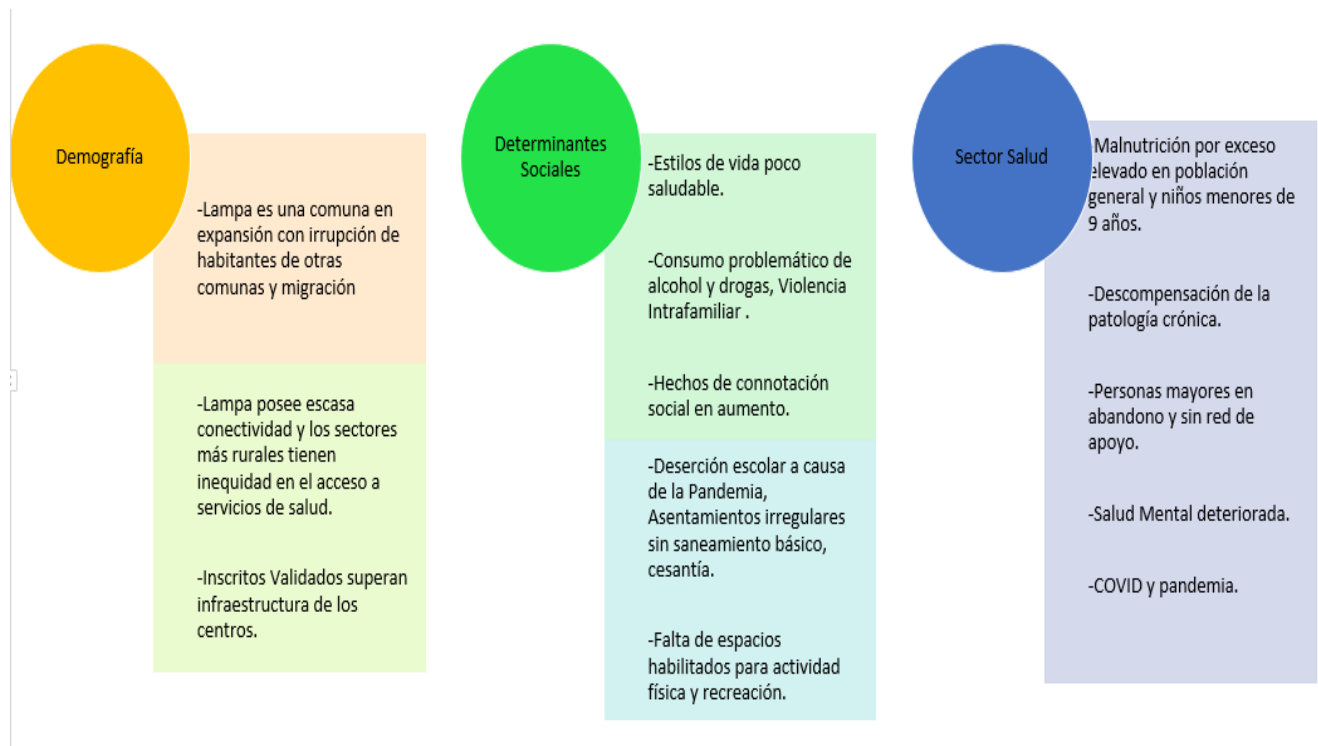 Demografía
-Lampa es una comuna en
expansión con irrupción de
habitantes de otras
comunas y migración
-Lampa posee escasa
conectividad y los sectores
más rurales tienen
inequidad en el acceso a
servicios de salud.
-Inscritos Validados superan
infraestructura de los
centros.
Determinantes
Sociales
-Estilos de vida poco
saludable.
-Consumo problemático de
alcohol y drogas, Violencia
Intrafamiliar .
-Hechos de connotación
social en aumento.
-Deserción escolar a causa
de la Pandemia,
Asentamientos irregulares
sin saneamiento básico,
cesantía.
-Falta de espacios
habilitados para actividad
física y recreación.
Sector Salud
-Malnutrición por exceso
elevado en población
general y niños menores de
9 años.
-Descompensación de la
patología crónica.
-Personas mayores en
abandono y sin red de
apoyo.
-Salud Mental deteriorada.
-COVID y pandemia.